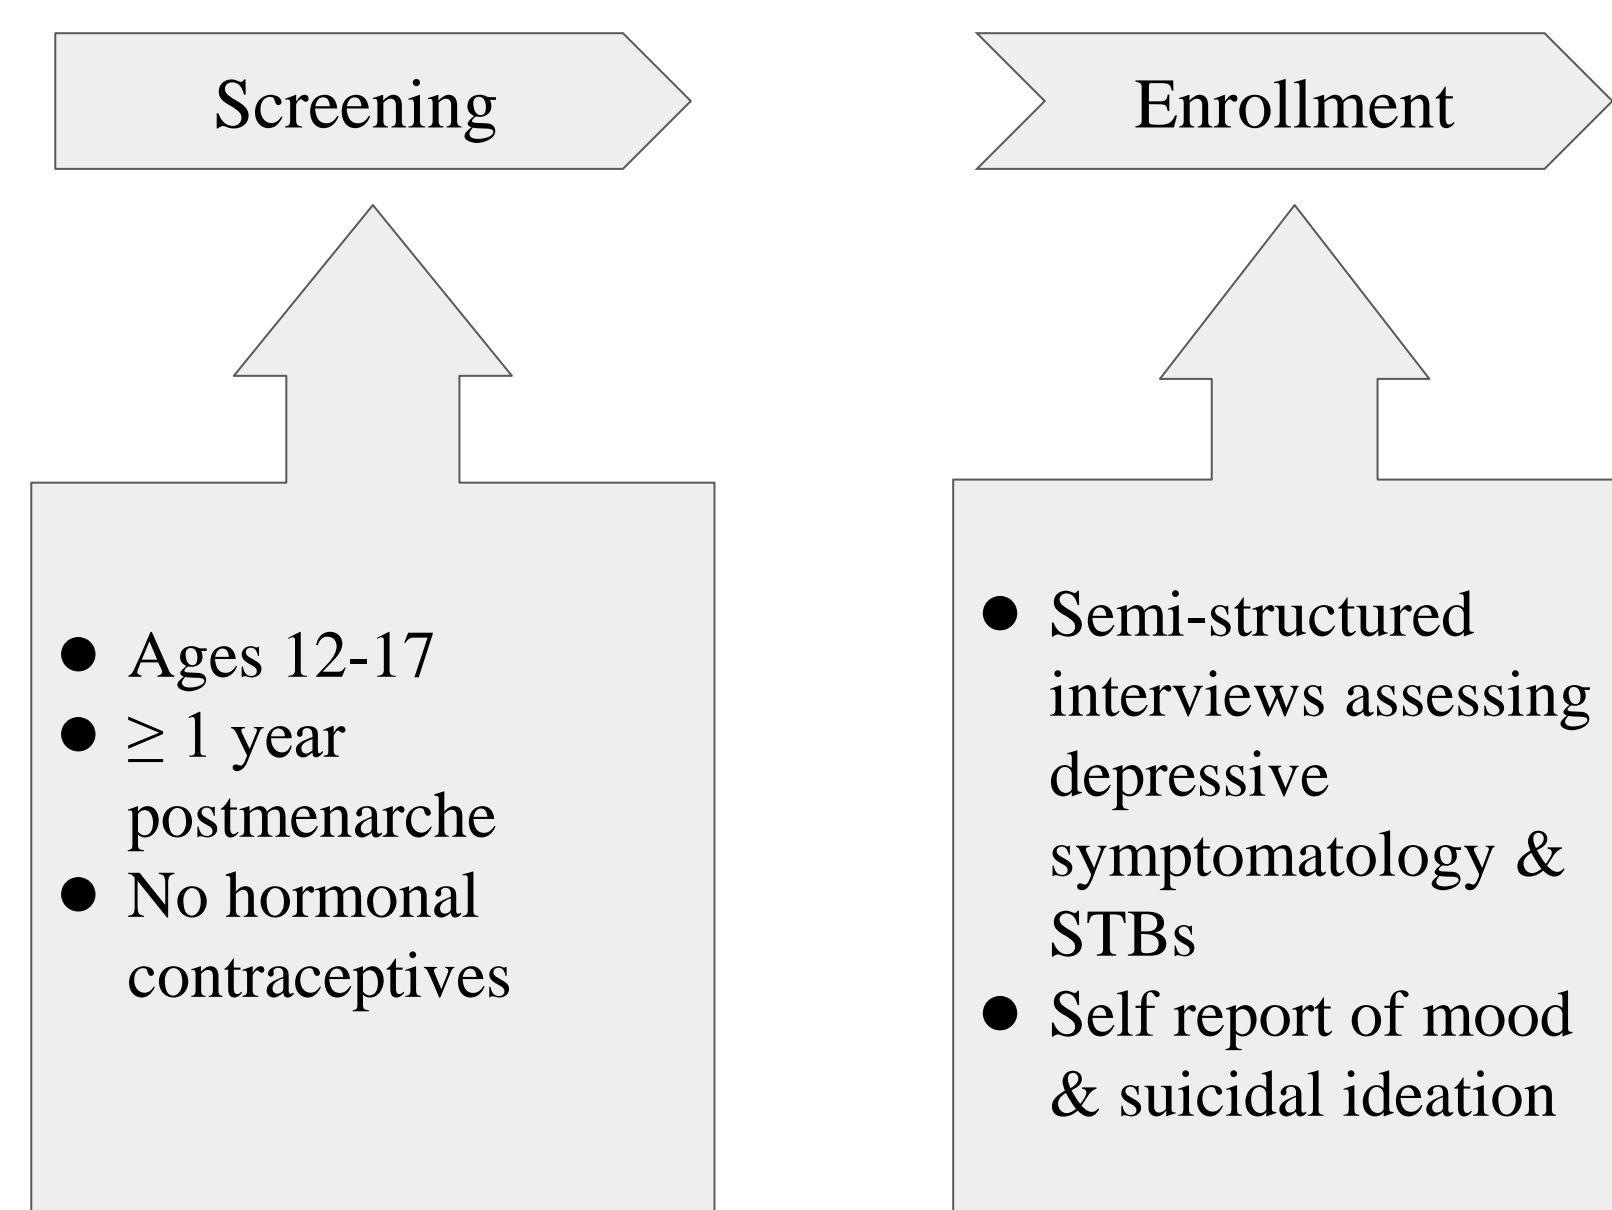 Screening
Enrollment
● Ages 12-17
● ≥ 1 year
postmenarche
● No hormonal
contraceptives
● Semi-structured
interviews assessing
depressive
symptomatology &
STBs
● Self report of mood
& suicidal ideation